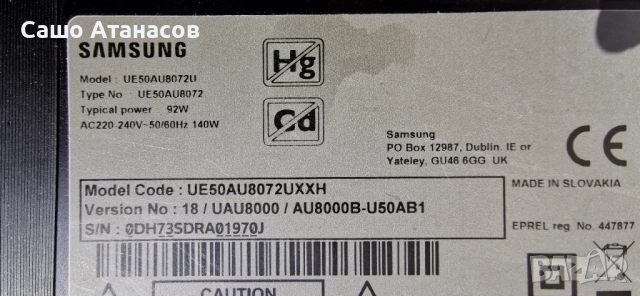 Сашо Атанасов
SAMSUNG
Model : UE50AU8072U
Type No : UE50AU8072
Typical power : 92W
AC220-240V~50/60Hz 140W
Hg
Cd
Samsung
PO Box 12987, Dublin. IE or
Yateley, GU46 6GG UK
CE
Model Code : UE50AU8072UXXH
Version No : 18 / UAU8000 / AU8000B-U50AB1
S/N : 0DH73SDRA01970J
MADE IN SLOVAKIA
EPREL reg No. 447877
CAUTION